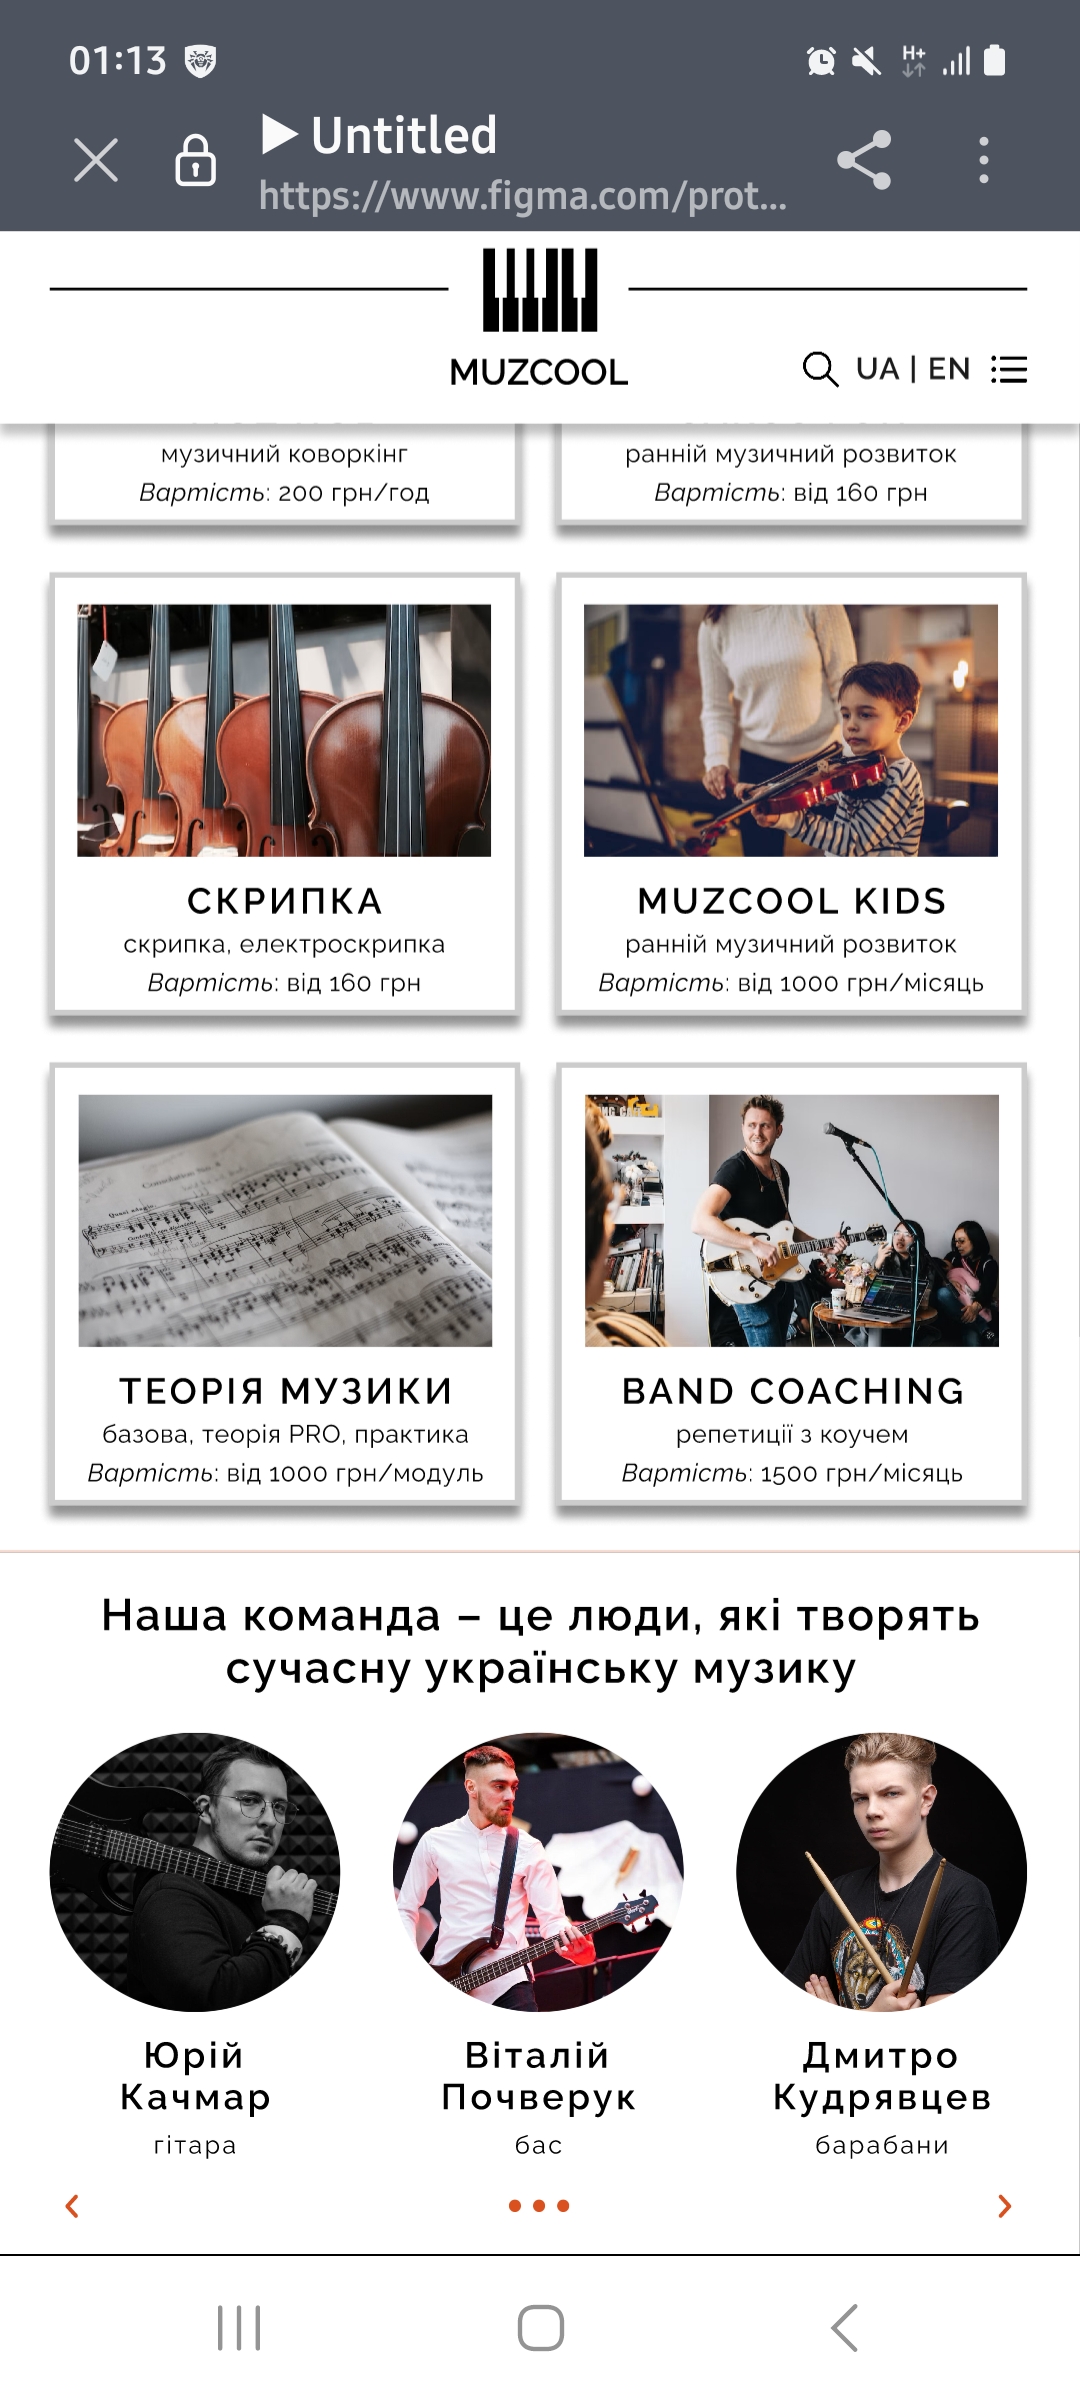 01:13
H+
▶ Untitled
https://www.figma.com/prot...
MUZCOOL
UA | EN
музичний коворкінг
Вартість: 200 грн/год
ранній музичний розвиток
Вартість: від 160 грн
СКРИПКА
скрипка, електроскрипка
Вартість: від 160 грн
MUZCOOL KIDS
ранній музичний розвиток
Вартість: від 1000 грн/місяць
ТЕОРІЯ МУЗИКИ
базова, теорія PRO, практика
Вартість: від 1000 грн/модуль
BAND COACHING
репетиції з коучем
Вартість: 1500 грн/місяць
Наша команда – це люди, які творять
сучасну українську музику
Юрій
Качмар
гітара
Віталій
Почверук
бас
Дмитро
Кудрявцев
барабани